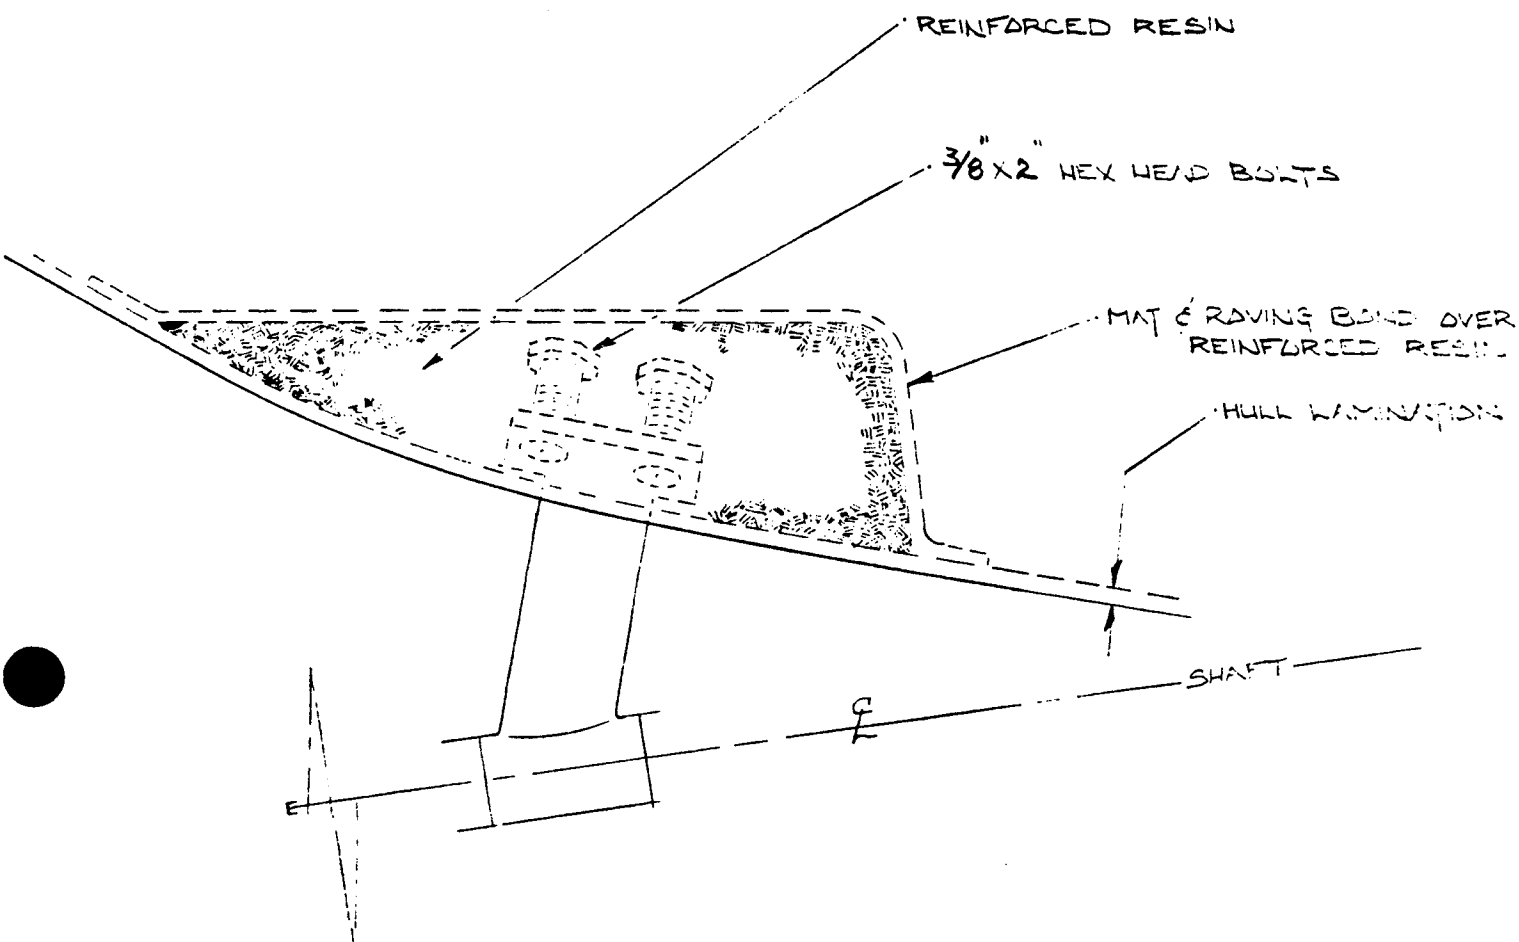 REINFORCED RESIN
3/8" X 2" HEX HEAD BOLTS
MAT & ROVING BOND OVER
REINFORCED RESIN
HULL LAMINATION
SHAFT
℄
E